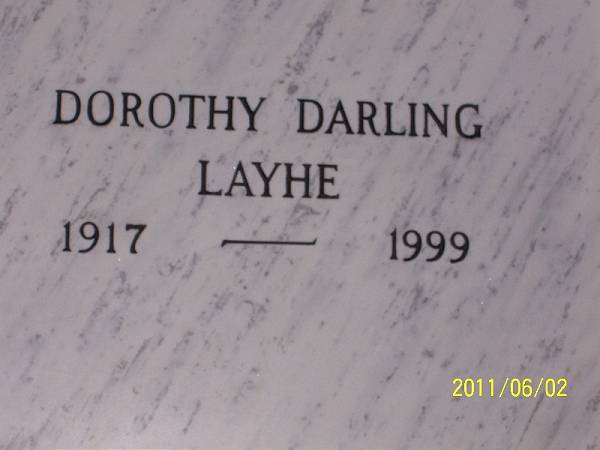 DOROTHY DARLING
LAYHE
1917 — 1999
2011/06/02